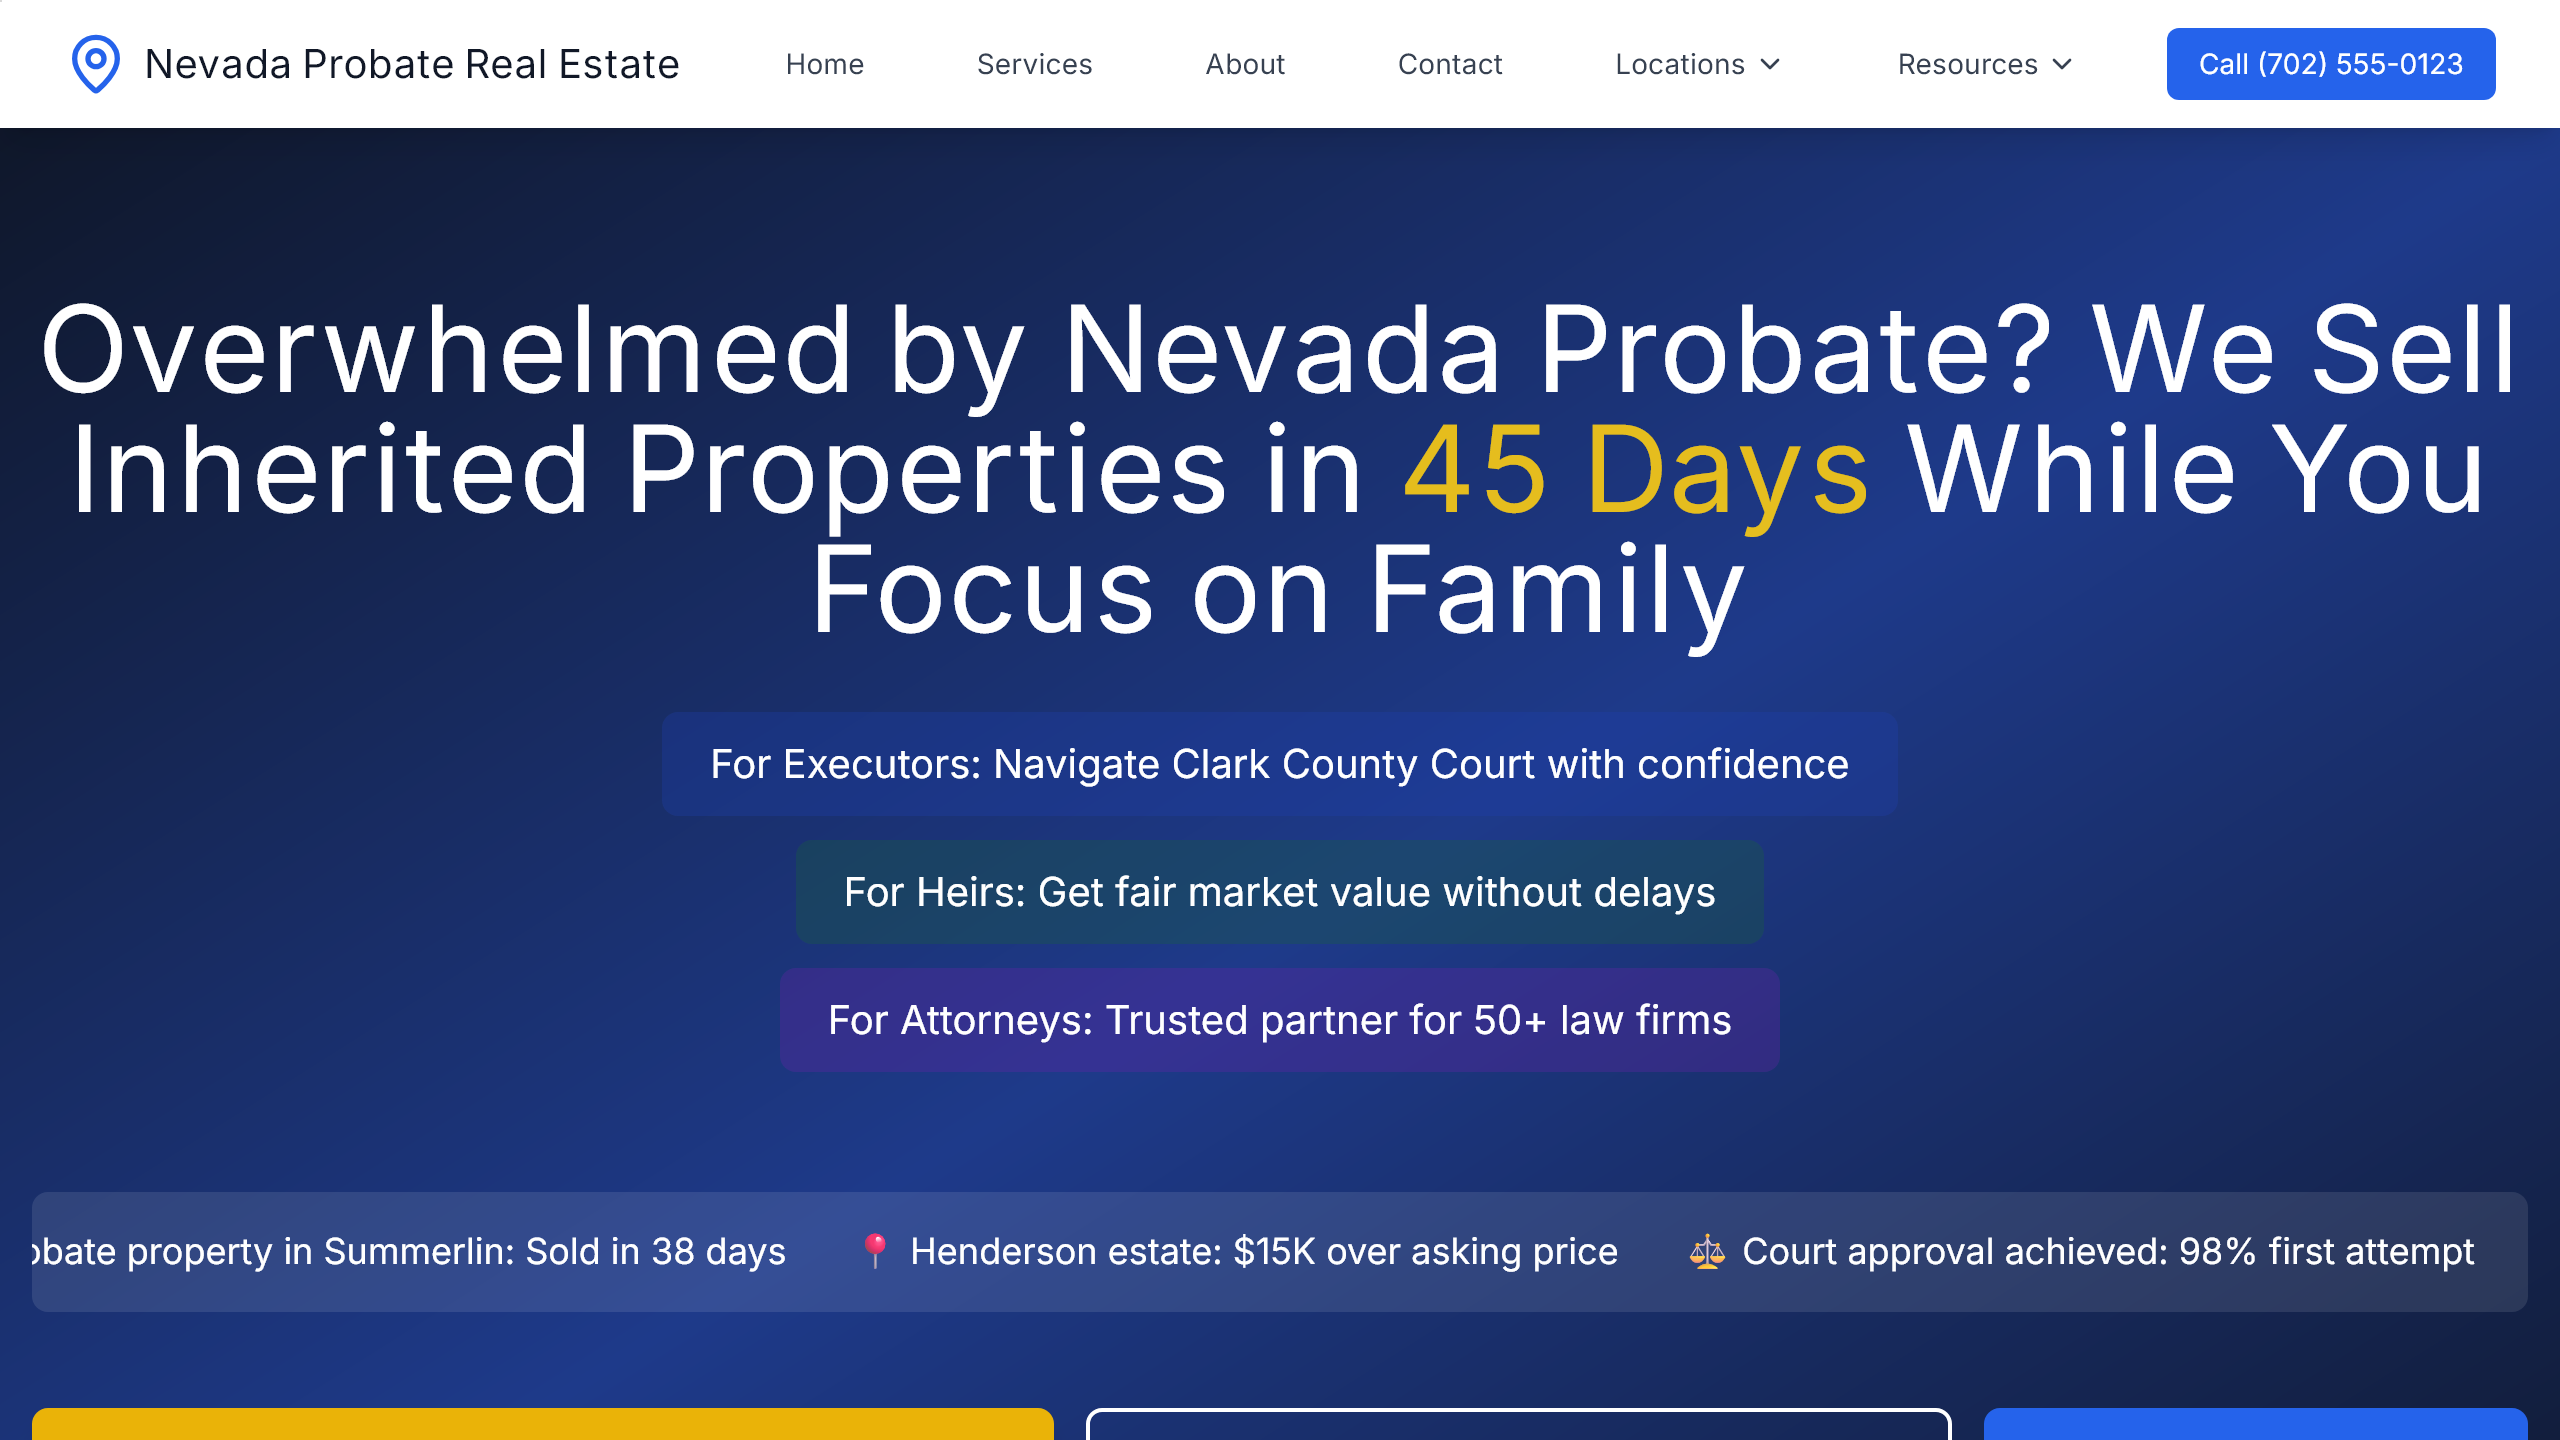 Nevada Probate Real Estate
Home
Services
About
Contact
Locations
Resources
Call (702) 555-0123
Overwhelmed by Nevada Probate? We Sell
Inherited Properties in 45 Days While You
Focus on Family
For Executors: Navigate Clark County Court with confidence
For Heirs: Get fair market value without delays
For Attorneys: Trusted partner for 50+ law firms
obate property in Summerlin: Sold in 38 days
Henderson estate: $15K over asking price
Court approval achieved: 98% first attempt